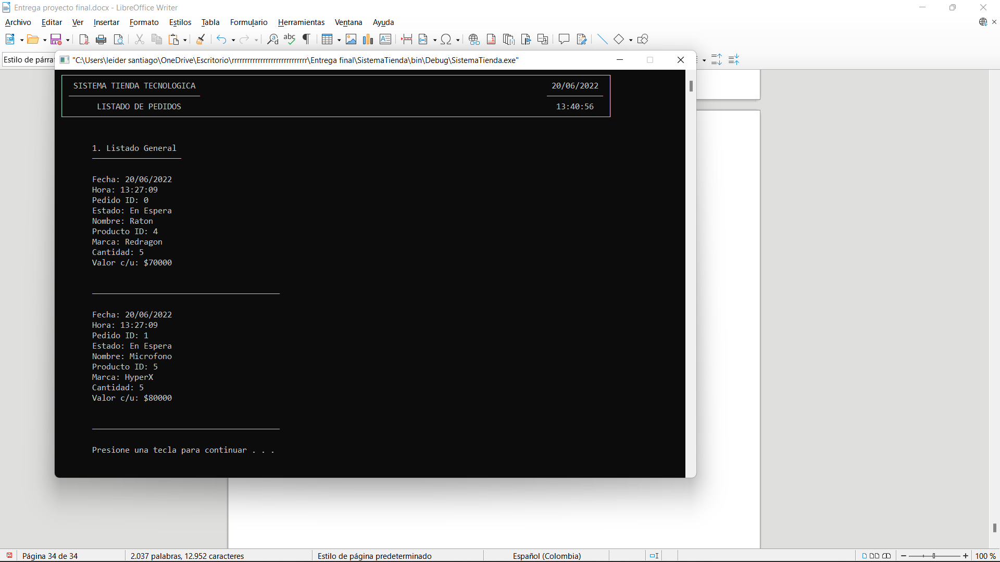 Entrega proyecto final.docx - LibreOffice Writer
Archivo Editar Ver Insertar Formato Estilos Tabla Formulario Herramientas Ventana Ayuda
Estilo de párraf
"C:\Users\leider santiago\OneDrive\Escritorio\rrrrrrrrrrrrrrrrrrrrrrrrrrrrr\Entrega final\SistemaTienda\bin\Debug\SistemaTienda.exe"
SISTEMA TIENDA TECNOLOGICA 20/06/2022
LISTADO DE PEDIDOS 13:40:56
1. Listado General
Fecha: 20/06/2022
Hora: 13:27:09
Pedido ID: 0
Estado: En Espera
Nombre: Raton
Producto ID: 4
Marca: Redragon
Cantidad: 5
Valor c/u: $70000
Fecha: 20/06/2022
Hora: 13:27:09
Pedido ID: 1
Estado: En Espera
Nombre: Microfono
Producto ID: 5
Marca: HyperX
Cantidad: 5
Valor c/u: $80000
Presione una tecla para continuar . . .
Página 34 de 34 2.037 palabras, 12.952 caracteres Estilo de página predeterminado Español (Colombia) 100 %